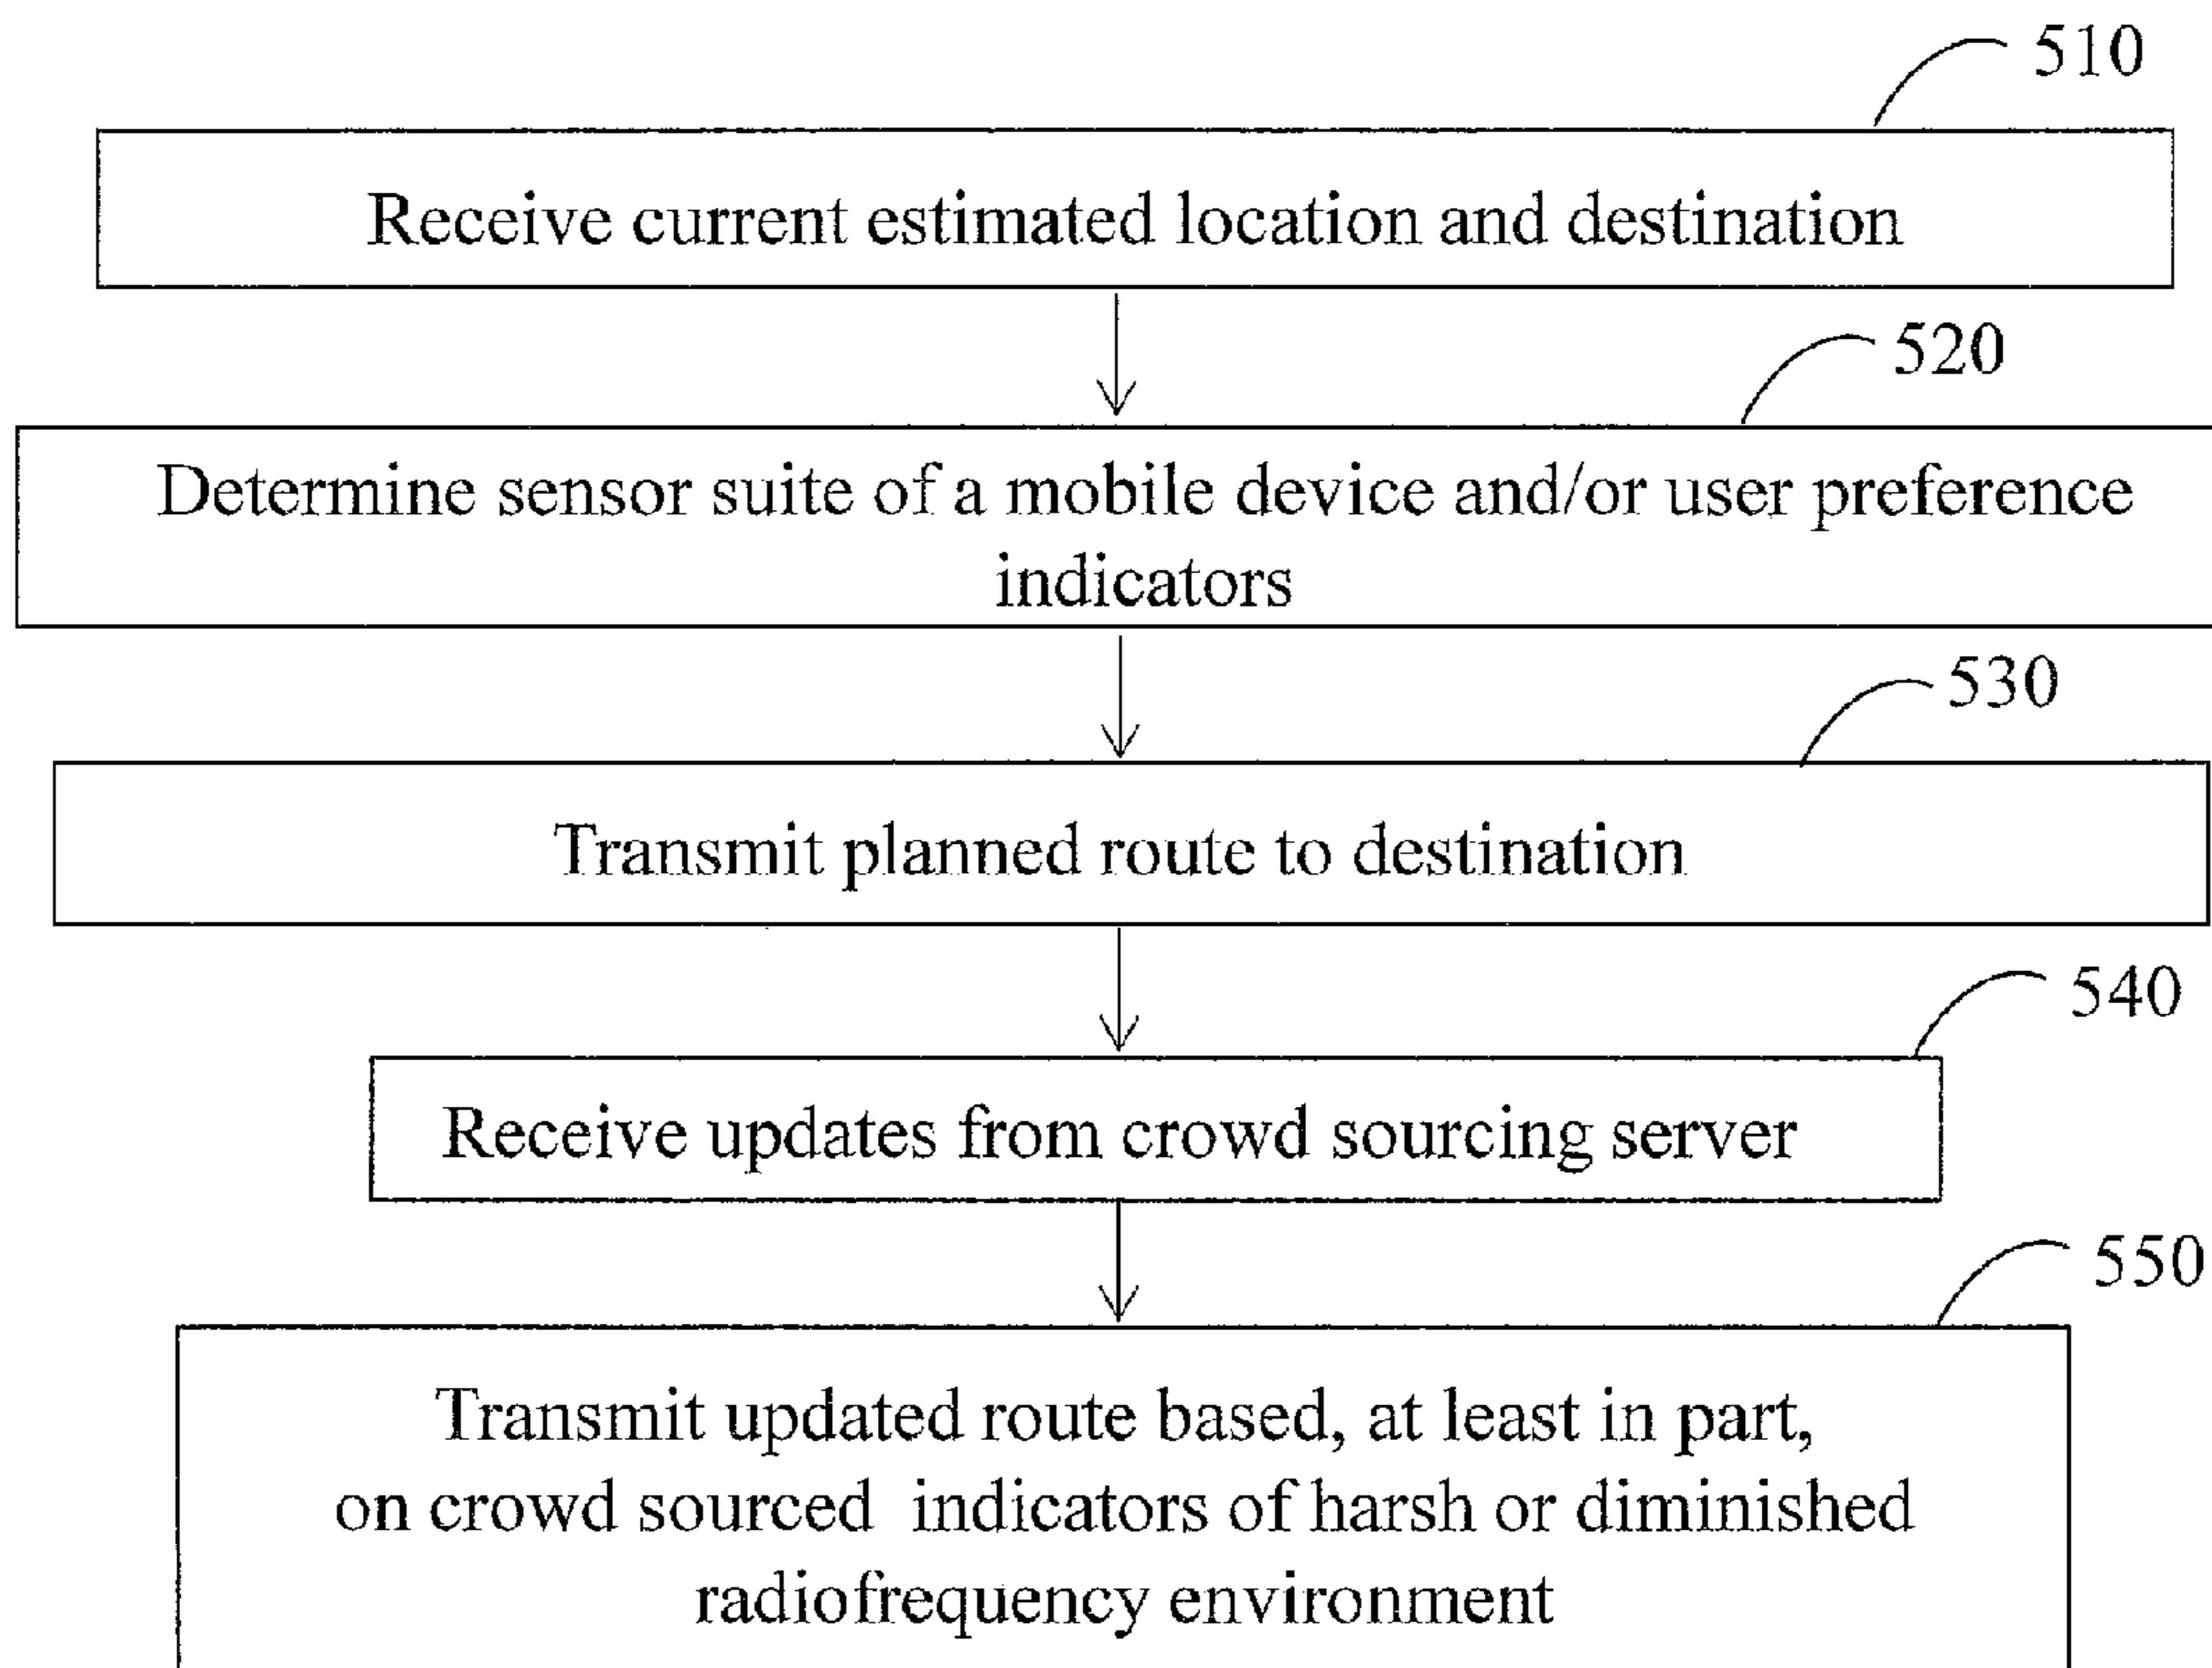 510
Receive current estimated location and destination
520
Determine sensor suite of a mobile device and/or user preference
indicators
530
Transmit planned route to destination
540
Receive updates from crowd sourcing server
550
Transmit updated route based, at least in part,
on crowd sourced indicators of harsh or diminished
radiofrequency environment